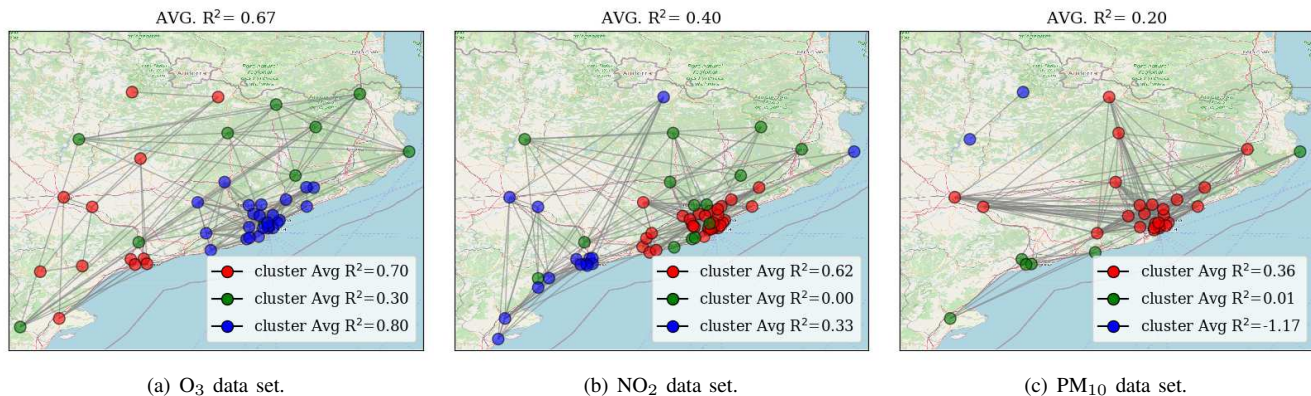 AVG. R²= 0.67
AVG. R²= 0.40
AVG. R²= 0.20
Andorra
cluster Avg R²=0.70
cluster Avg R²=0.30
cluster Avg R²=0.80
Andorra
cluster Avg R²=0.62
cluster Avg R²=0.00
cluster Avg R²=0.33
cluster Avg R²=0.36
cluster Avg R²=0.01
cluster Avg R²=-1.17
(a) O₃ data set.
(b) NO₂ data set.
(c) PM₁₀ data set.